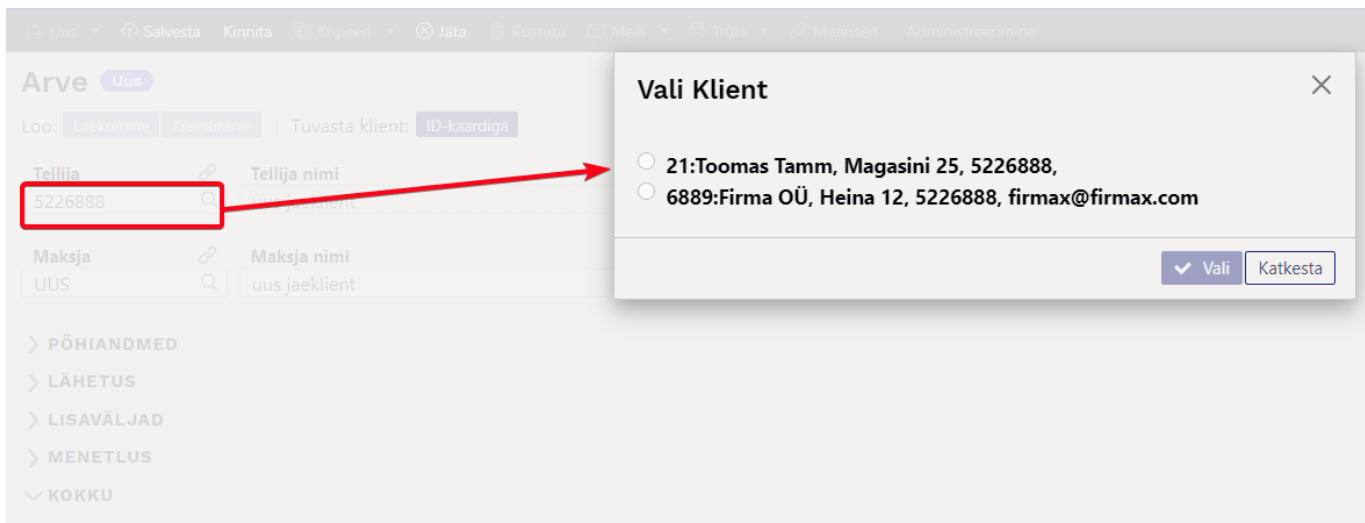 Uus Salvesta Kinnita Kopeeri Jäta Kustuta Meili Trüki Manused Administreerimine
Arve Uus
Loo: Laekumine Kreeditarve Tuvasta klient: ID-kaardiga
Tellija Tellija nimi
5226888 uus jaeklient
Maksja Maksja nimi
UUS uus jaeklient
PÕHIANDMED
LÄHETUS
LISAVÄLJAD
MENETLUS
KOKKU
Vali Klient
21:Toomas Tamm, Magasini 25, 5226888,
6889:Firma OÜ, Heina 12, 5226888, firmax@firmax.com
Vali Katkesta